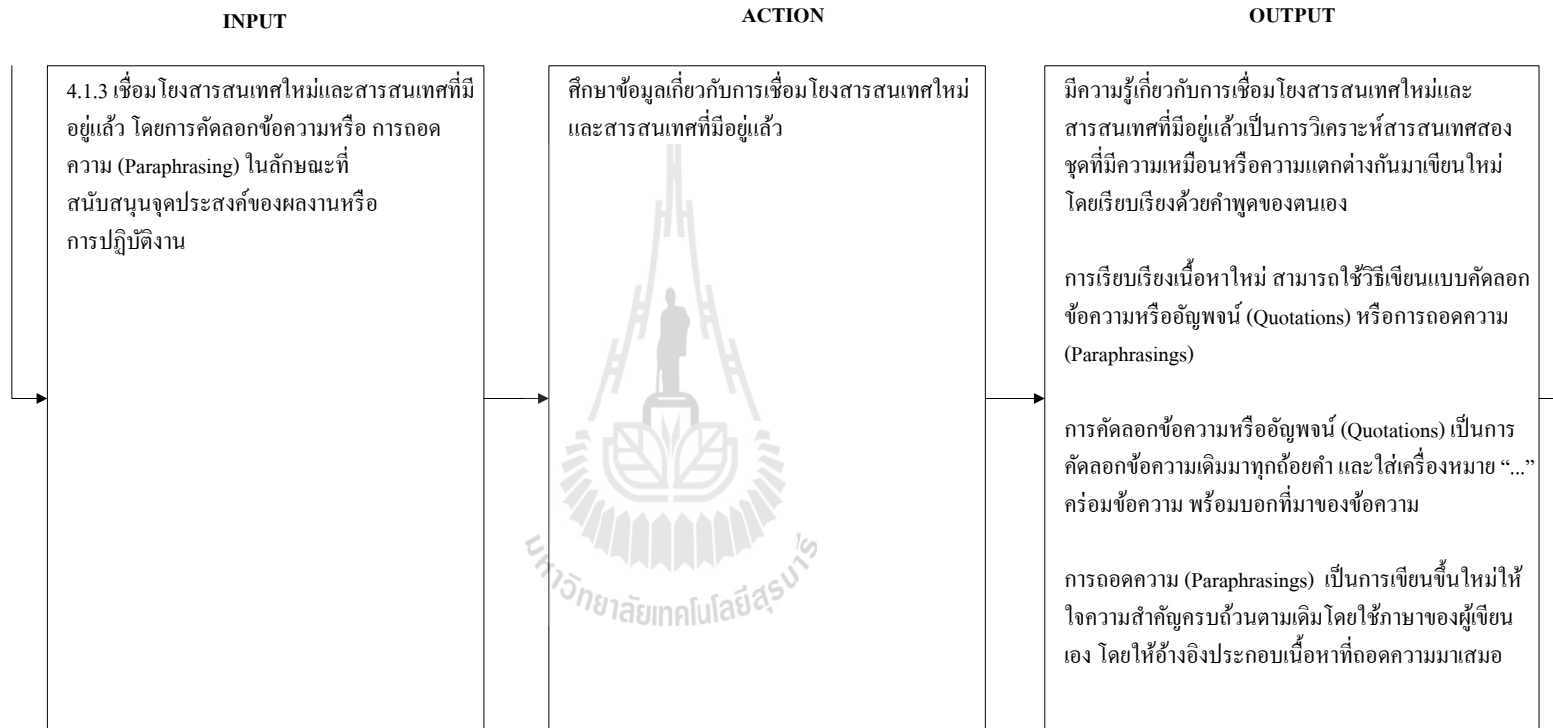 INPUT
ACTION
OUTPUT
4.1.3 เชื่อมโยงสารสนเทศใหม่และสารสนเทศที่มี
อยู่แล้ว โดยการคัดลอกข้อความหรือ การถอด
ความ (Paraphrasing) ในลักษณะที่
สนับสนุนจุดประสงค์ของผลงานหรือ
การปฏิบัติงาน
ศึกษาข้อมูลเกี่ยวกับการเชื่อมโยงสารสนเทศใหม่
และสารสนเทศที่มีอยู่แล้ว
มีความรู้เกี่ยวกับการเชื่อมโยงสารสนเทศใหม่และ
สารสนเทศที่มีอยู่แล้วเป็นการวิเคราะห์สารสนเทศสอง
ชุดที่มีความเหมือนหรือความแตกต่างกันมาเขียนใหม่
โดยเรียบเรียงด้วยคำพูดของตนเอง
การเรียบเรียงเนื้อหาใหม่ สามารถใช้วิธีเขียนแบบคัดลอก
ข้อความหรืออัญพจน์ (Quotations) หรือการถอดความ
(Paraphrasings)
การคัดลอกข้อความหรืออัญพจน์ (Quotations) เป็นการ
คัดลอกข้อความเดิมมาทุกถ้อยคำ และใส่เครื่องหมาย “...”
คร่อมข้อความ พร้อมบอกที่มาของข้อความ
การถอดความ (Paraphrasings)  เป็นการเขียนขึ้นใหม่ให้
ใจความสำคัญครบถ้วนตามเดิมโดยใช้ภาษาของผู้เขียน
เอง โดยให้อ้างอิงประกอบเนื้อหาที่ถอดความมาเสมอ
มหาวิทยาลัยเทคโนโลยีสุรนารี